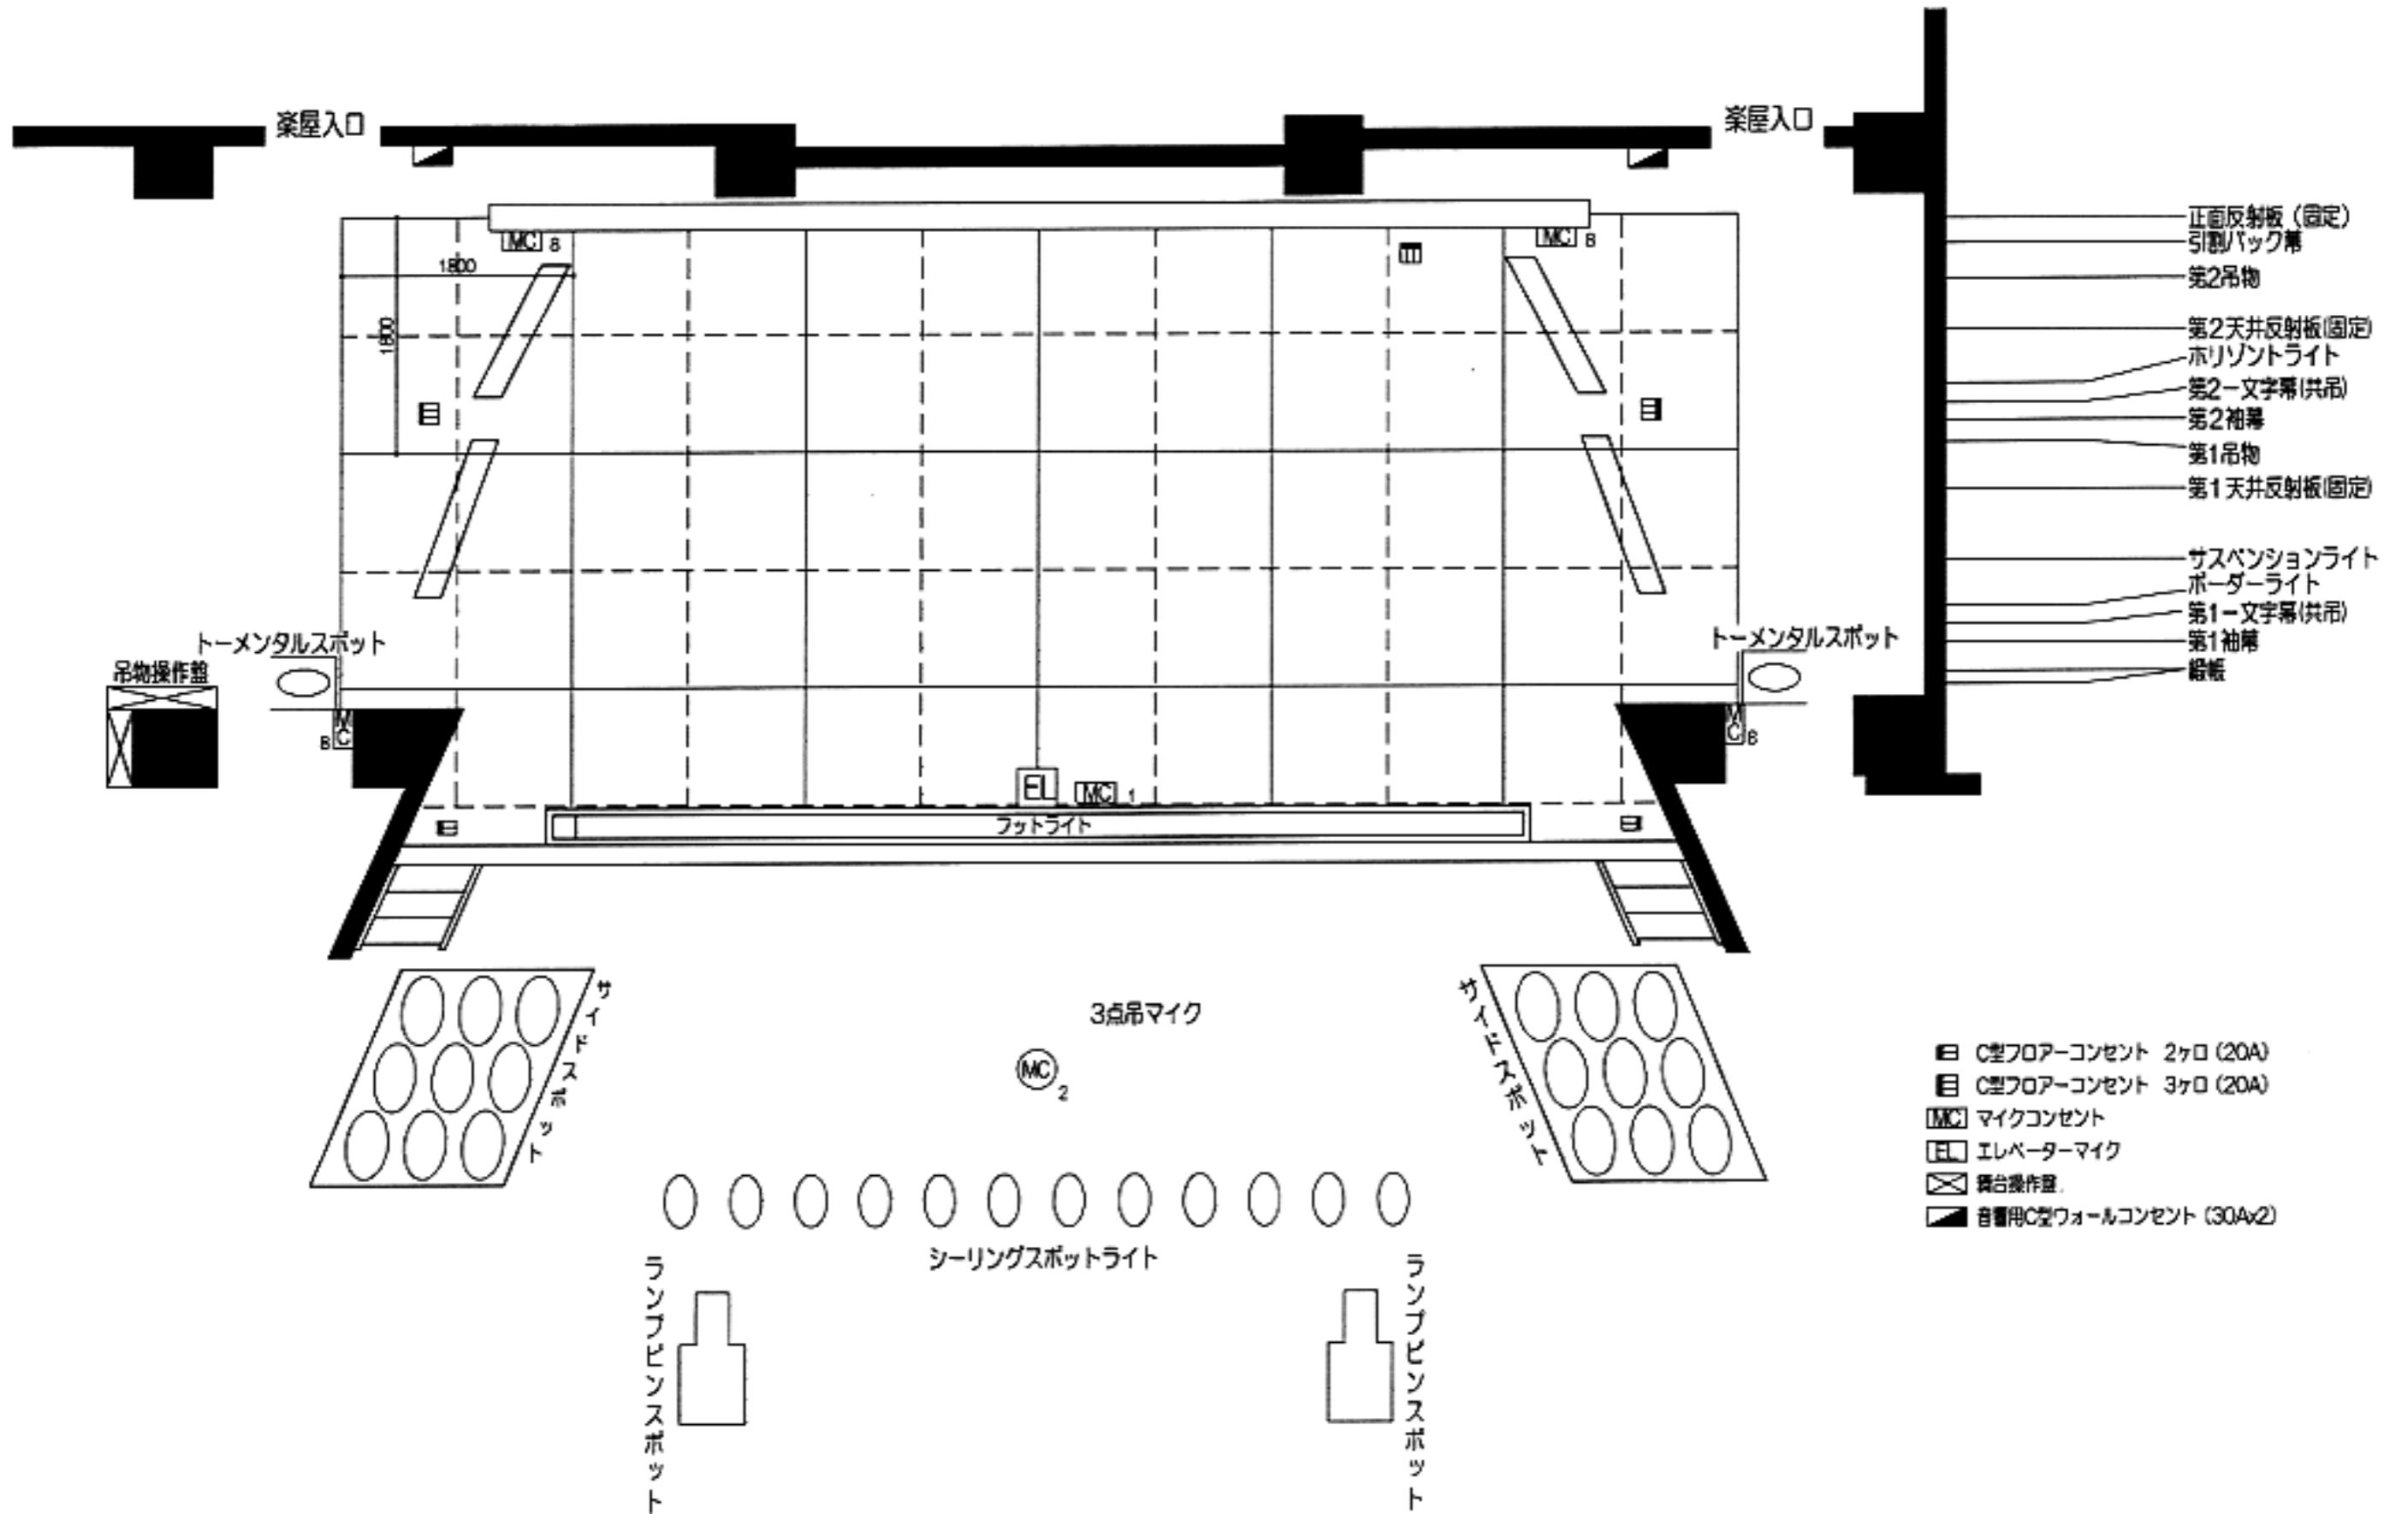 楽屋入口
楽屋入口
正面反射板（固定）
引割バック幕
第2吊物
第2天井反射板(固定)
ホリゾントライト
第2一文字幕(共吊)
第2袖幕
第1吊物
第1天井反射板(固定)
サスペンションライト
ボーダーライト
第1一文字幕(共吊)
第1袖幕
緞帳
MC 8
MC 8
1800
1800
トーメンタルスポット
トーメンタルスポット
吊物操作盤
MC 8
MC 8
EL
MC 1
フットライト
サイドスポット
サイドスポット
3点吊マイク
MC 2
シーリングスポットライト
ランプピンスポット
ランプピンスポット
C型フロアーコンセント 2ヶ口 (20A)
C型フロアーコンセント 3ヶ口 (20A)
MC マイクコンセント
EL エレベーターマイク
舞台操作盤
音響用C型ウォールコンセント (30Ax2)